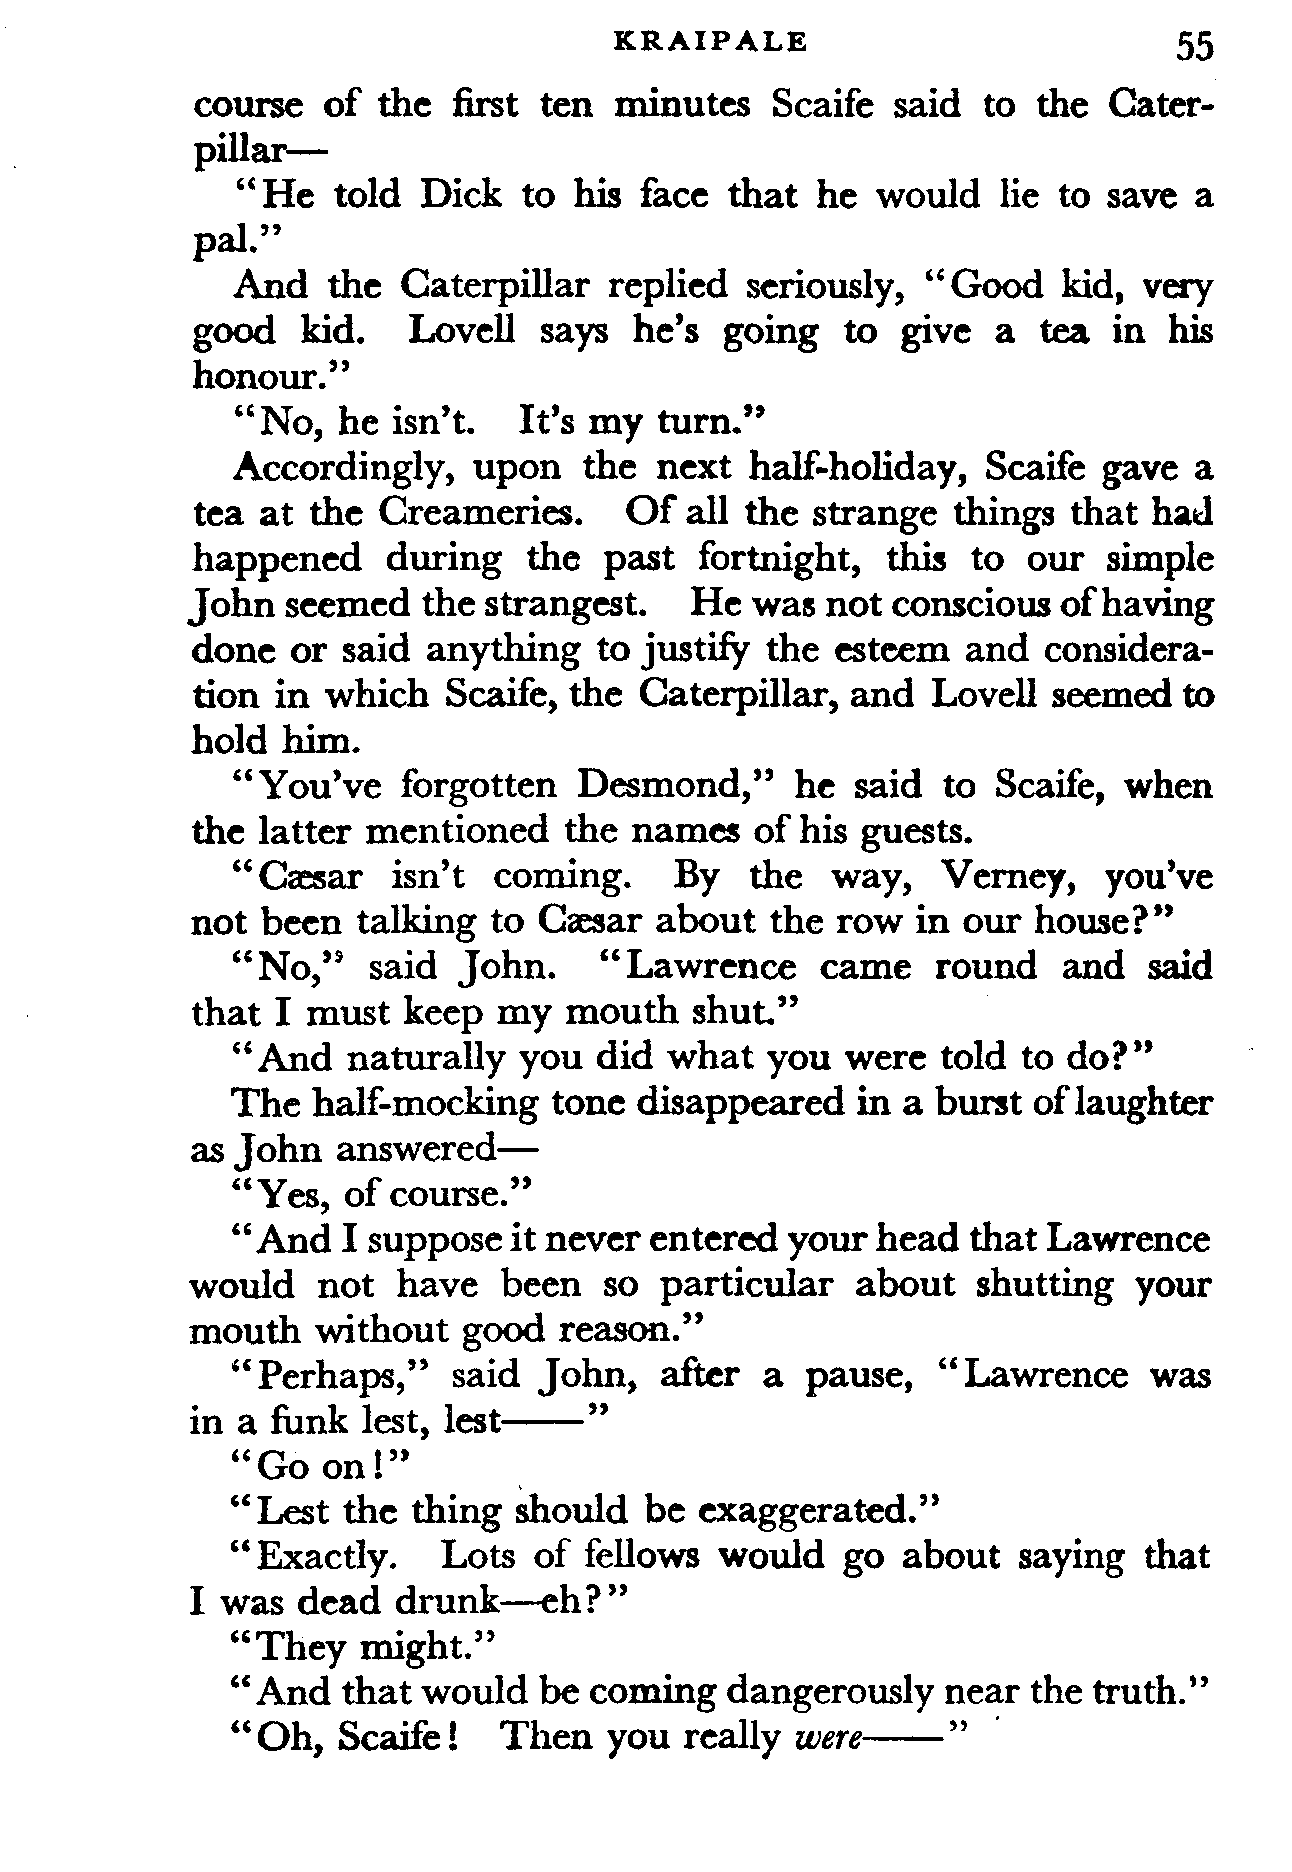 KRAIPALE 55
course of the first ten minutes Scaife said to the Cater-
pillar—
"He told Dick to his face that he would lie to save a
pal."
And the Caterpillar replied seriously, "Good kid, very
good kid. Lovell says he's going to give a tea in his
honour."
"No, he isn't. It's my turn."
Accordingly, upon the next half-holiday, Scaife gave a
tea at the Creameries. Of all the strange things that had
happened during the past fortnight, this to our simple
John seemed the strangest. He was not conscious of having
done or said anything to justify the esteem and considera-
tion in which Scaife, the Caterpillar, and Lovell seemed to
hold him.
"You've forgotten Desmond," he said to Scaife, when
the latter mentioned the names of his guests.
"Cæsar isn't coming. By the way, Verney, you've
not been talking to Cæsar about the row in our house?"
"No," said John. "Lawrence came round and said
that I must keep my mouth shut."
"And naturally you did what you were told to do?"
The half-mocking tone disappeared in a burst of laughter
as John answered—
"Yes, of course."
"And I suppose it never entered your head that Lawrence
would not have been so particular about shutting your
mouth without good reason."
"Perhaps," said John, after a pause, "Lawrence was
in a funk lest, lest——"
"Go on!"
"Lest the thing should be exaggerated."
"Exactly. Lots of fellows would go about saying that
I was dead drunk—eh?"
"They might."
"And that would be coming dangerously near the truth."
"Oh, Scaife! Then you really were——"